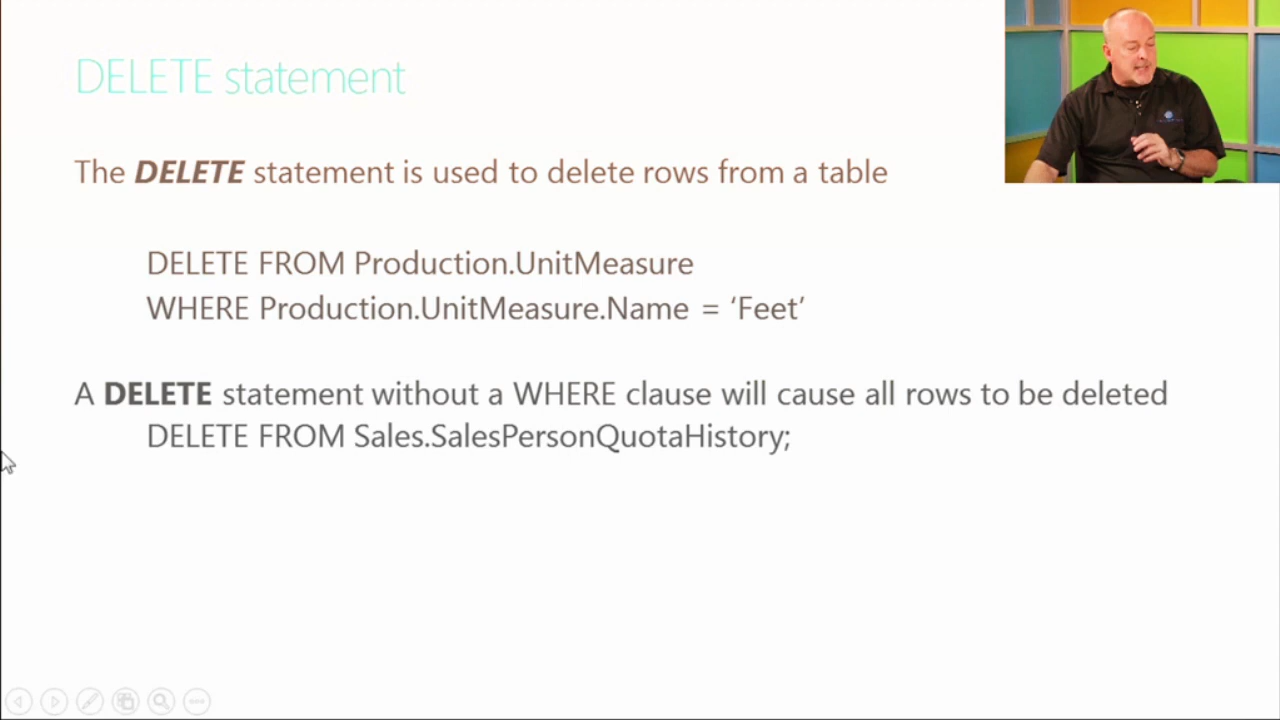 DELETE statement
The DELETE statement is used to delete rows from a table
DELETE FROM Production.UnitMeasure
WHERE Production.UnitMeasure.Name = ‘Feet’
A DELETE statement without a WHERE clause will cause all rows to be deleted
DELETE FROM Sales.SalesPersonQuotaHistory;